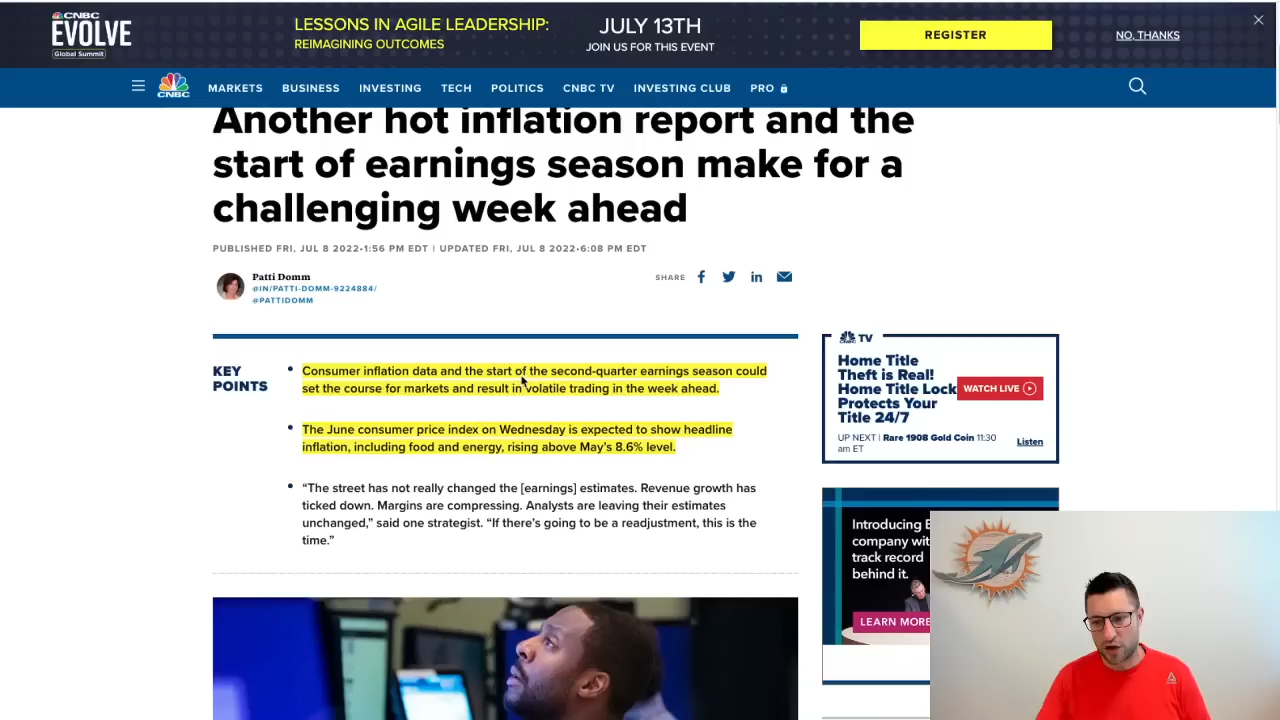 CNBC
EVOLVE
Global Summit
LESSONS IN AGILE LEADERSHIP:
REIMAGINING OUTCOMES
JULY 13TH
JOIN US FOR THIS EVENT
REGISTER
NO, THANKS
CNBC
MARKETS
BUSINESS
INVESTING
TECH
POLITICS
CNBC TV
INVESTING CLUB
PRO
Another hot inflation report and the
start of earnings season make for a
challenging week ahead
PUBLISHED FRI, JUL 8 2022•1:56 PM EDT | UPDATED FRI, JUL 8 2022•6:08 PM EDT
Patti Domm
@IN/PATTI-DOMM-9224884/
@PATTIDOMM
SHARE
KEY
POINTS
Consumer inflation data and the start of the second-quarter earnings season could
set the course for markets and result in volatile trading in the week ahead.
The June consumer price index on Wednesday is expected to show headline
inflation, including food and energy, rising above May’s 8.6% level.
“The street has not really changed the [earnings] estimates. Revenue growth has
ticked down. Margins are compressing. Analysts are leaving their estimates
unchanged,” said one strategist. “If there’s going to be a readjustment, this is the
time.”
CNBC TV
Home Title
Theft is Real!
Home Title Lock
Protects Your
Title 24/7
WATCH LIVE
UP NEXT | Rare 1908 Gold Coin 11:30
am ET
Listen
Introducing
company wit
track record
behind it.
LEARN MORE